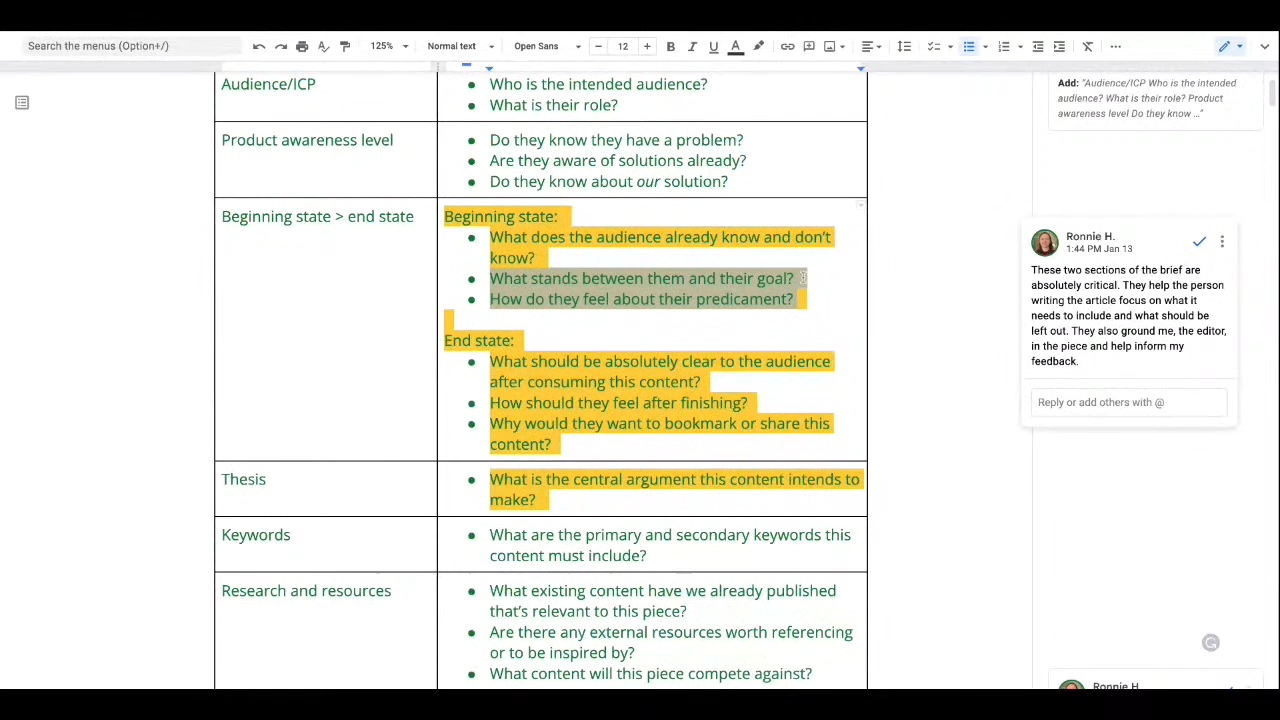 Search the menus (Option+/)
125%
Normal text
Open Sans
12
B I U A
Add: "Audience/ICP Who is the intended
audience? What is their role? Product
awareness level Do they know …"
Audience/ICP
● Who is the intended audience?
● What is their role?
Product awareness level
● Do they know they have a problem?
● Are they aware of solutions already?
● Do they know about our solution?
Beginning state > end state
Beginning state:
● What does the audience already know and don't
know?
● What stands between them and their goal?
● How do they feel about their predicament?
End state:
● What should be absolutely clear to the audience
after consuming this content?
● How should they feel after finishing?
● Why would they want to bookmark or share this
content?
Thesis
● What is the central argument this content intends to
make?
Keywords
● What are the primary and secondary keywords this
content must include?
Research and resources
● What existing content have we already published
that's relevant to this piece?
● Are there any external resources worth referencing
or to be inspired by?
● What content will this piece compete against?
Ronnie H.
1:44 PM Jan 13
These two sections of the brief are
absolutely critical. They help the person
writing the article focus on what it
needs to include and what should be
left out. They also ground me, the editor,
in the piece and help inform my
feedback.
Reply or add others with @
Ronnie H.